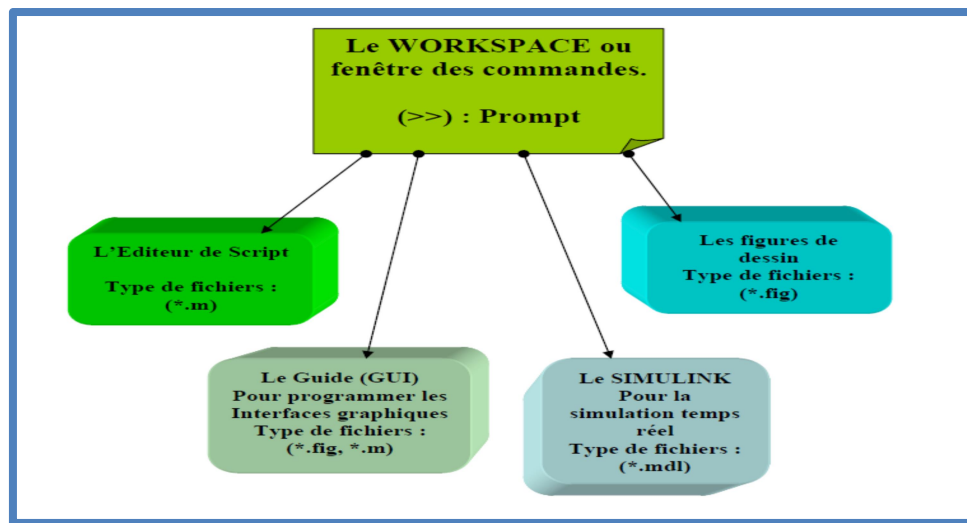 Le WORKSPACE ou
fenêtre des commandes.
(>>) : Prompt
L'Editeur de Script
Type de fichiers :
(*.m)
Les figures de
dessin
Type de fichiers :
(*.fig)
Le Guide (GUI)
Pour programmer les
Interfaces graphiques
Type de fichiers :
(*.fig, *.m)
Le SIMULINK
Pour la
simulation temps
réel
Type de fichiers :
(*.mdl)